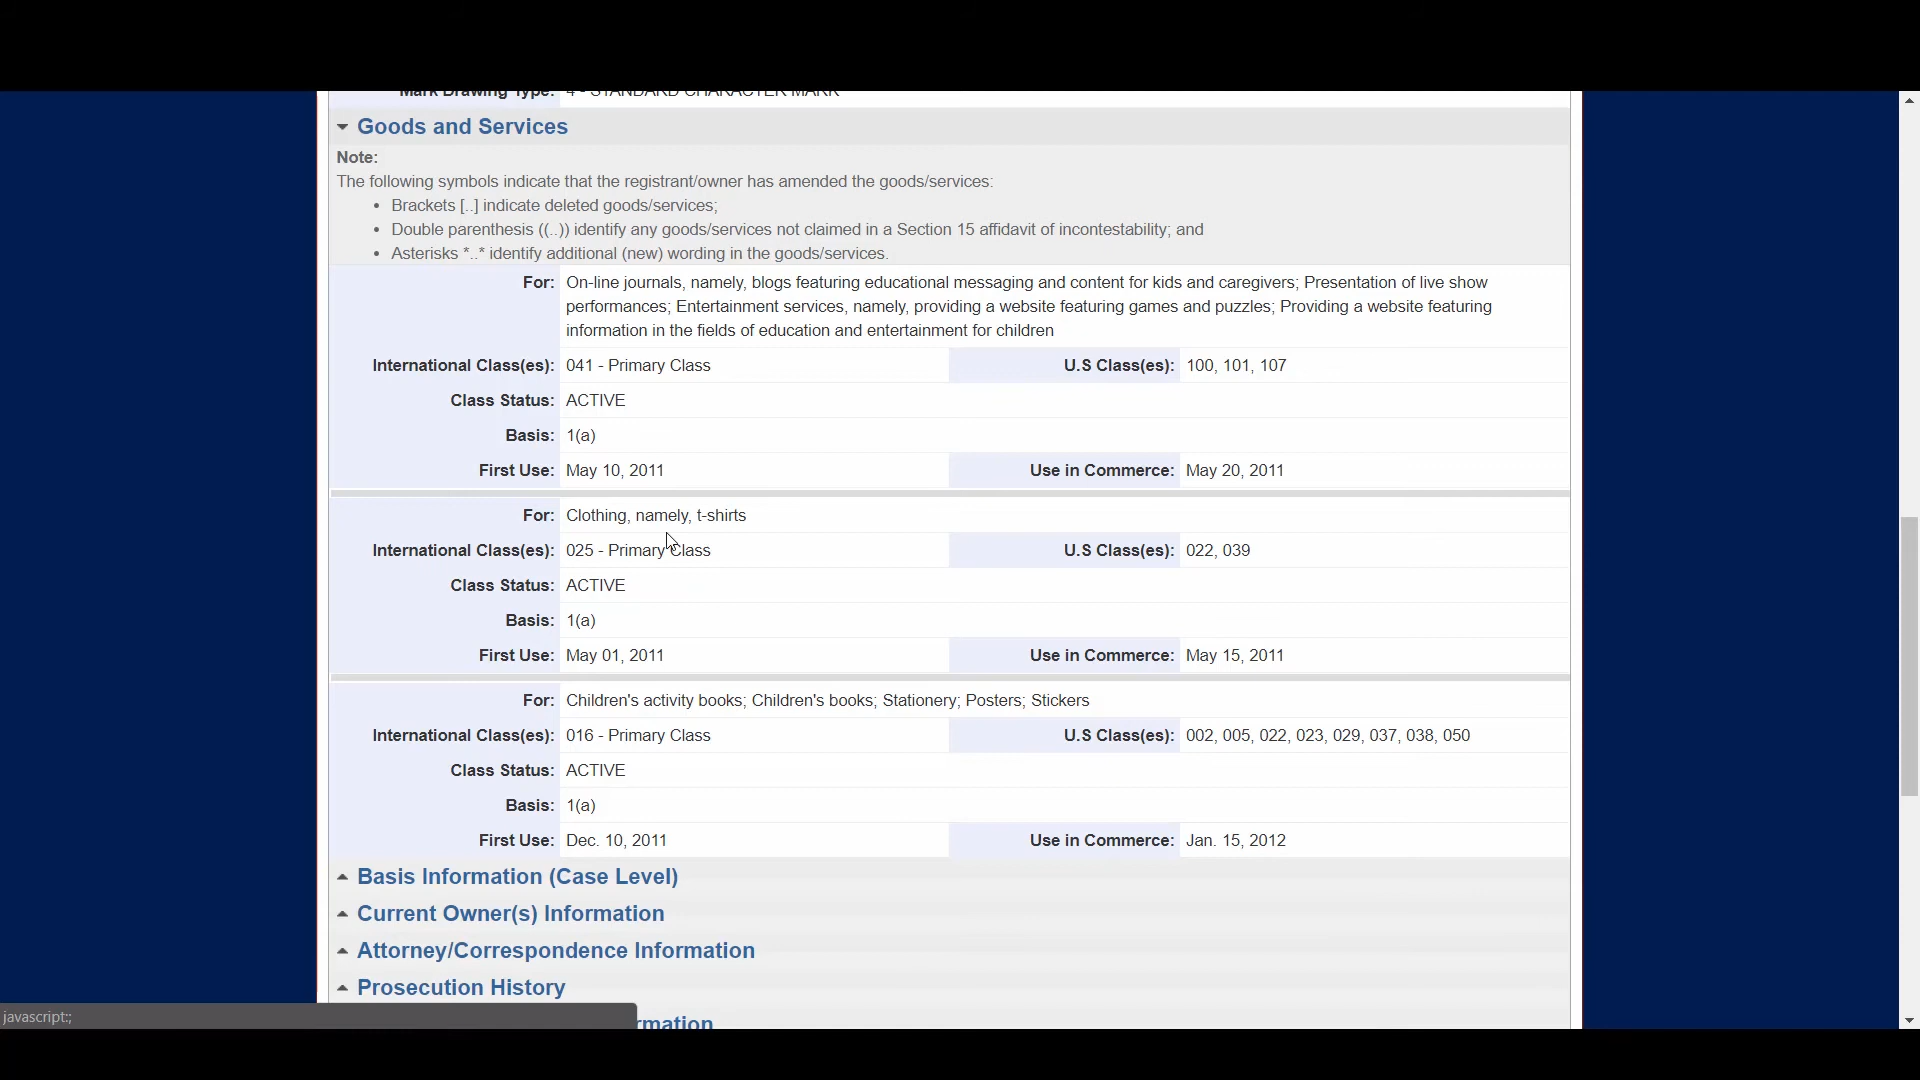 Mark Drawing Type: 4 - STANDARD CHARACTER MARK
Goods and Services
Note:
The following symbols indicate that the registrant/owner has amended the goods/services:
• Brackets [..] indicate deleted goods/services;
• Double parenthesis ((..)) identify any goods/services not claimed in a Section 15 affidavit of incontestability; and
• Asterisks *..* identify additional (new) wording in the goods/services.
For: On-line journals, namely, blogs featuring educational messaging and content for kids and caregivers; Presentation of live show
performances; Entertainment services, namely, providing a website featuring games and puzzles; Providing a website featuring
information in the fields of education and entertainment for children
International Class(es): 041 - Primary Class U.S Class(es): 100, 101, 107
Class Status: ACTIVE
Basis: 1(a)
First Use: May 10, 2011 Use in Commerce: May 20, 2011
For: Clothing, namely, t-shirts
International Class(es): 025 - Primary Class U.S Class(es): 022, 039
Class Status: ACTIVE
Basis: 1(a)
First Use: May 01, 2011 Use in Commerce: May 15, 2011
For: Children's activity books; Children's books; Stationery; Posters; Stickers
International Class(es): 016 - Primary Class U.S Class(es): 002, 005, 022, 023, 029, 037, 038, 050
Class Status: ACTIVE
Basis: 1(a)
First Use: Dec. 10, 2011 Use in Commerce: Jan. 15, 2012
Basis Information (Case Level)
Current Owner(s) Information
Attorney/Correspondence Information
Prosecution History
javascript:;